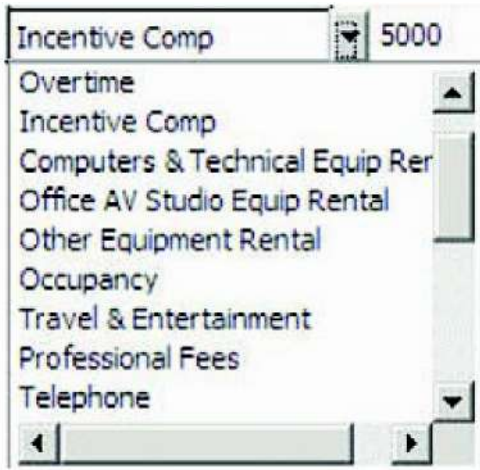 Incentive Comp 5000
Overtime
Incentive Comp
Computers & Technical Equip Ren
Office AV Studio Equip Rental
Other Equipment Rental
Occupancy
Travel & Entertainment
Professional Fees
Telephone